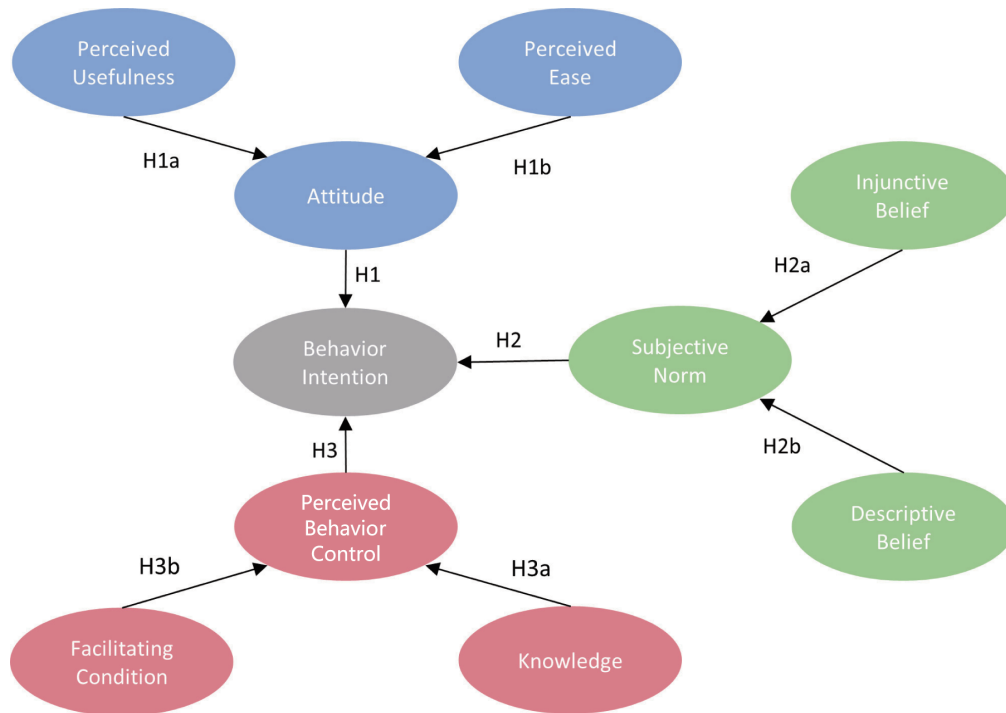 Perceived
Usefulness
Perceived
Ease
H1a
H1b
Attitude
Injunctive
Belief
H1
H2a
Behavior
Intention
H2
Subjective
Norm
H3
H2b
Perceived
Behavior
Control
Descriptive
Belief
H3b
H3a
Facilitating
Condition
Knowledge